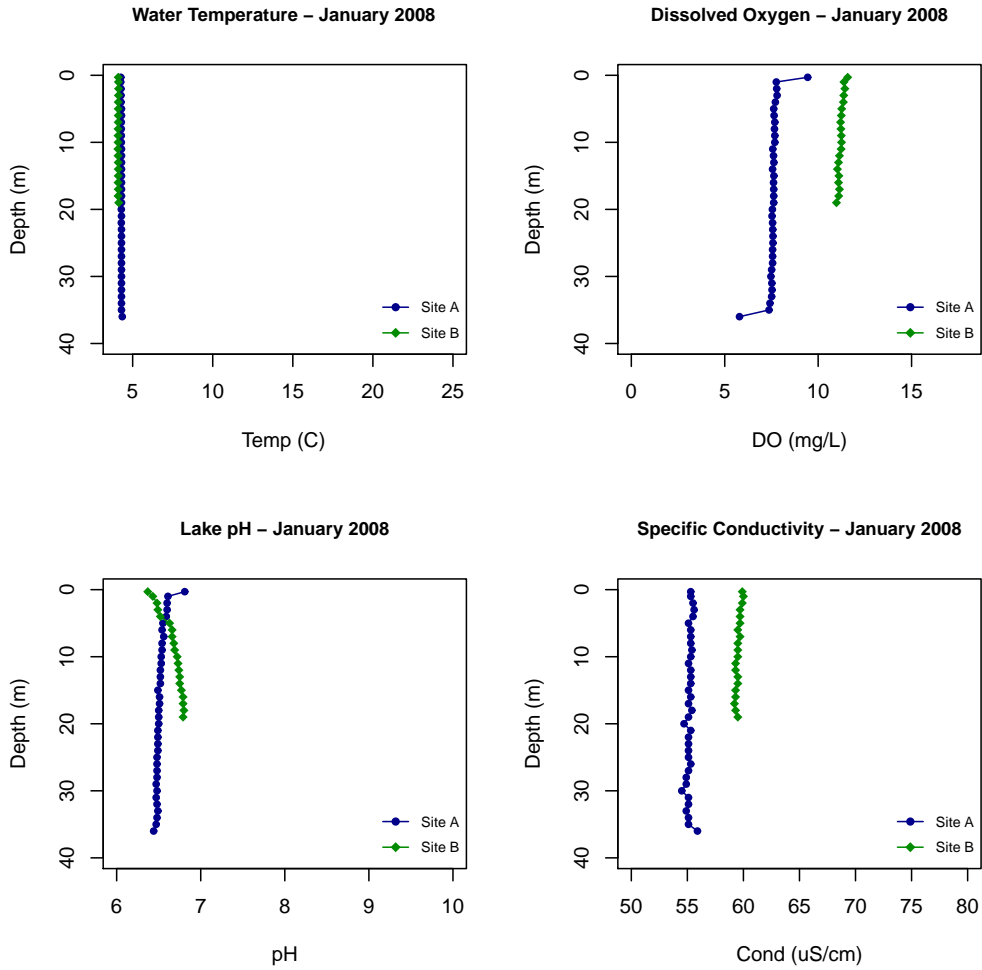 Water Temperature – January 2008
0
10
20
30
40
Depth (m)
5 10 15 20 25
Temp (C)
Site A
Site B
Dissolved Oxygen – January 2008
0
10
20
30
40
Depth (m)
0 5 10 15
DO (mg/L)
Site A
Site B
Lake pH – January 2008
0
10
20
30
40
Depth (m)
6 7 8 9 10
pH
Site A
Site B
Specific Conductivity – January 2008
0
10
20
30
40
Depth (m)
50 55 60 65 70 75 80
Cond (uS/cm)
Site A
Site B